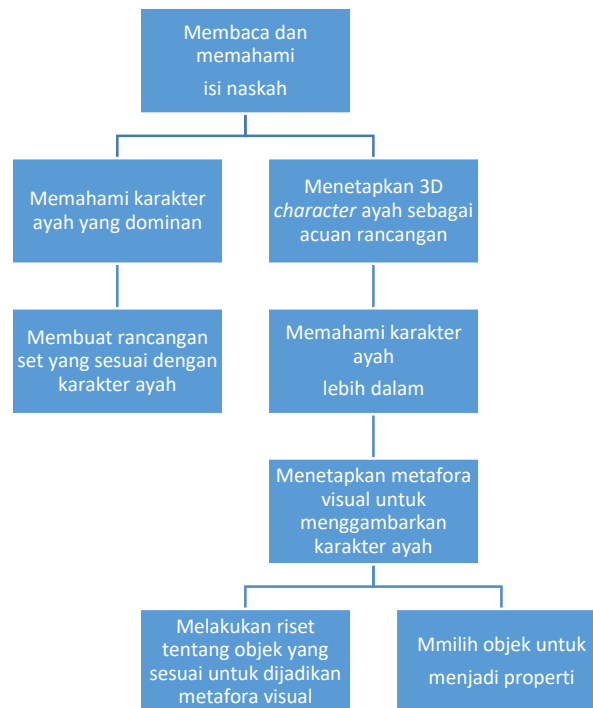 Membaca dan
memahami
isi naskah
Memahami karakter
ayah yang dominan
Menetapkan 3D
character ayah sebagai
acuan rancangan
Membuat rancangan
set yang sesuai dengan
karakter ayah
Memahami karakter
ayah
lebih dalam
Menetapkan metafora
visual untuk
menggambarkan
karakter ayah
Melakukan riset
tentang objek yang
sesuai untuk dijadikan
metafora visual
Mmilih objek untuk
menjadi properti